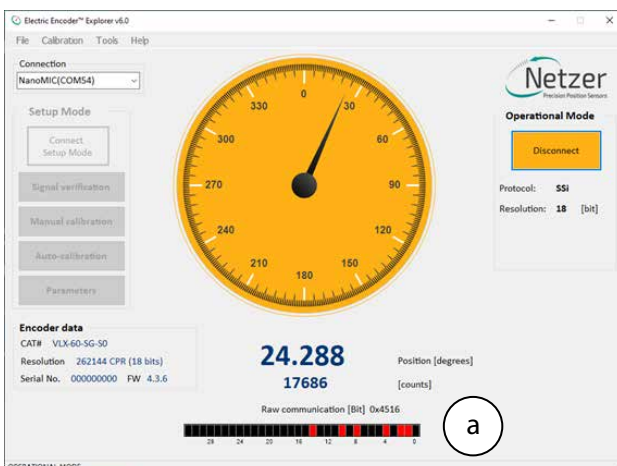 Electric Encoder™ Explorer v6.0
File Calibration Tools Help
Connection
NanoMIC(COM54)
Setup Mode
Connect
Setup Mode
Signal verification
Manual calibration
Auto-calibration
Parameters
0
30
60
90
120
150
180
210
240
270
300
330
Netzer
Precision Position Sensors
Operational Mode
Disconnect
Protocol: SSi
Resolution: 18 [bit]
Encoder data
CAT# VLX-60-SG-S0
Resolution 262144 CPR (18 bits)
Serial No. 000000000 FW 4.3.6
24.288 Position [degrees]
17686 [counts]
Raw communication [Bit] 0x4516
28 24 20 16 12 8 4 0
a
OPERATIONAL MODE